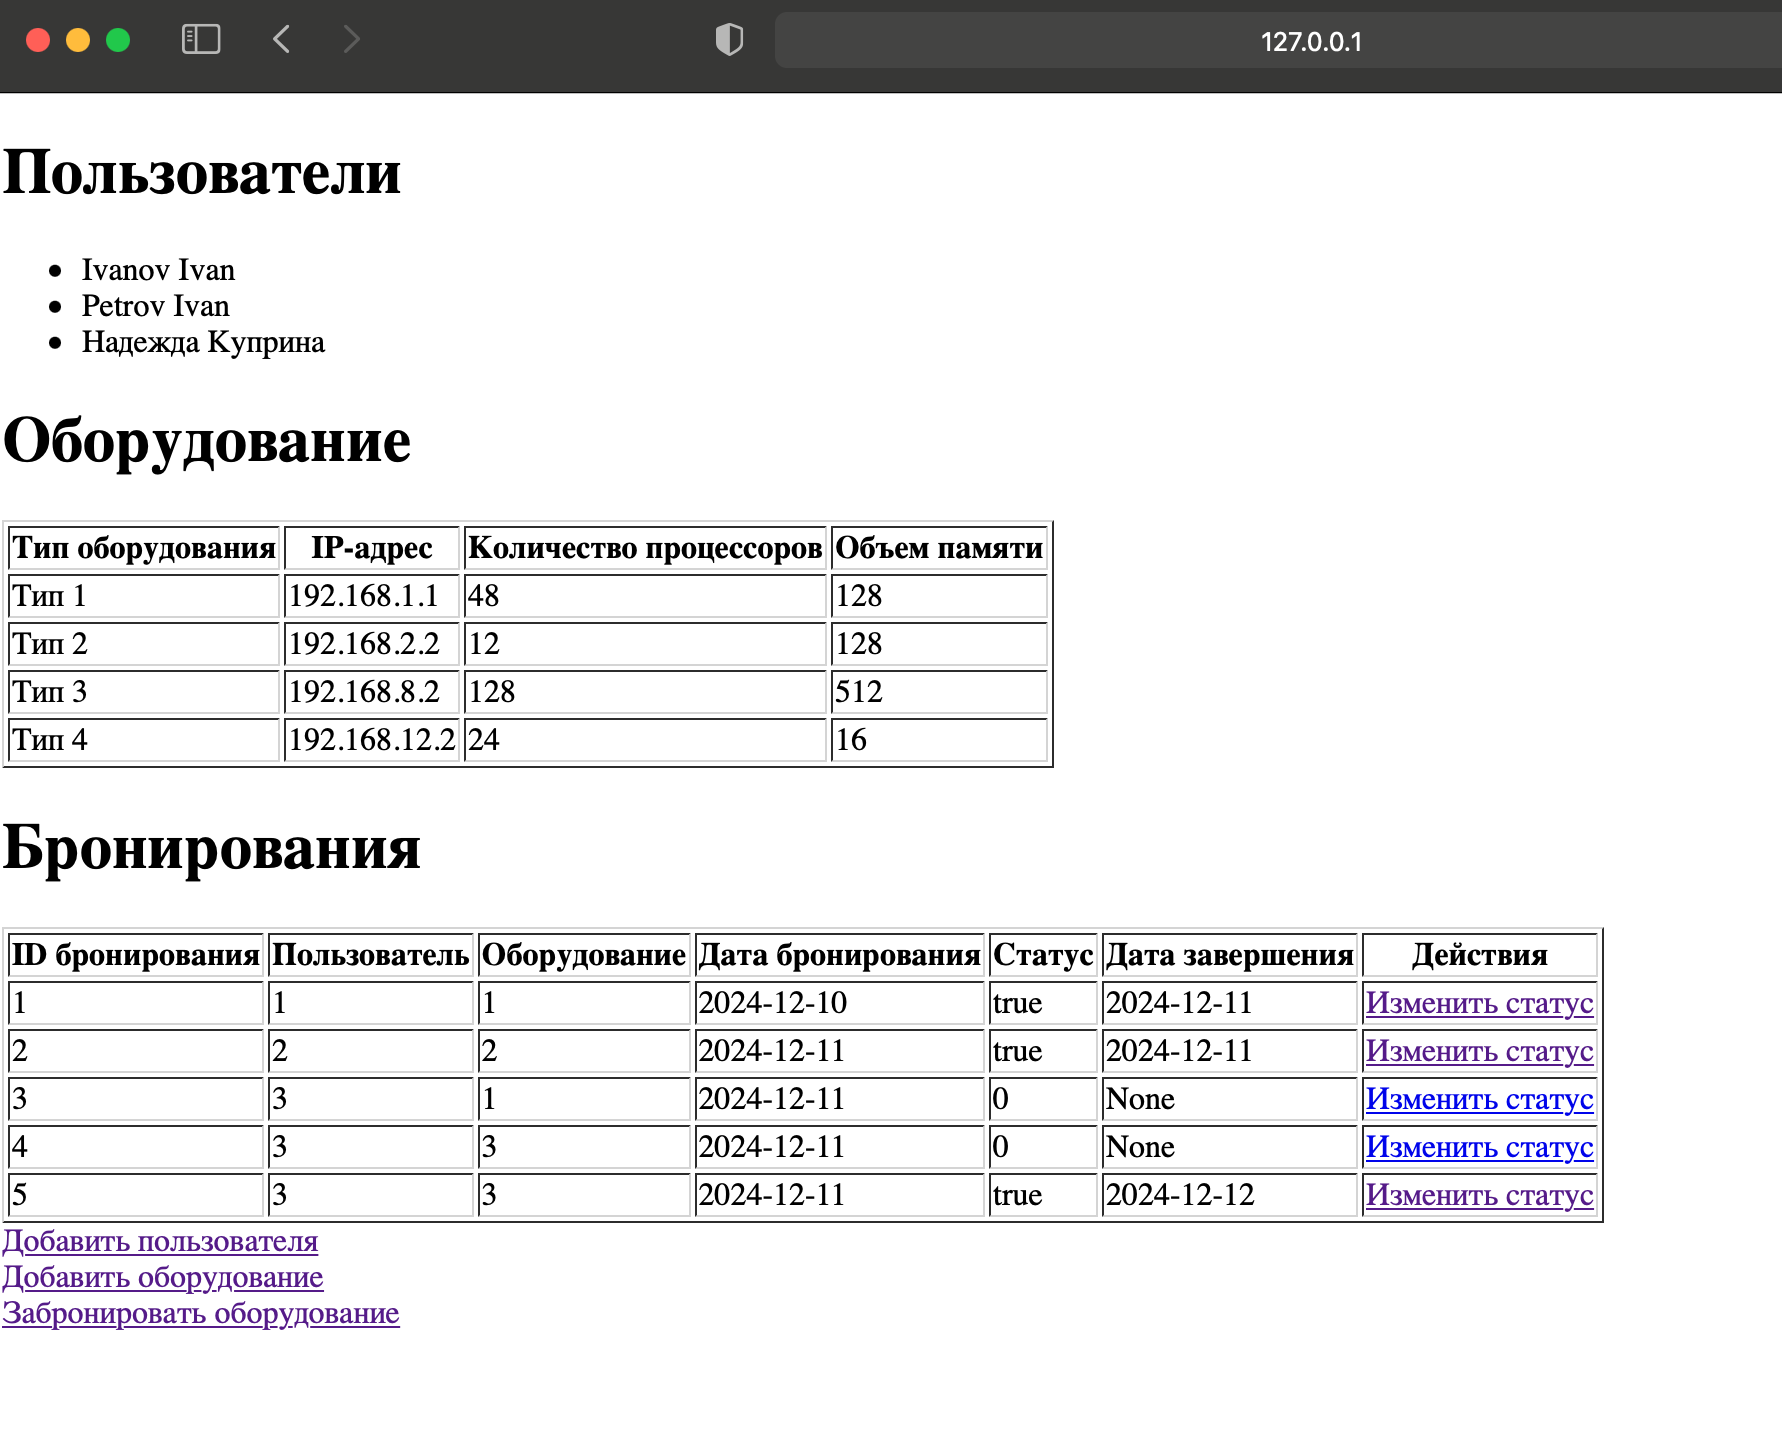 127.0.0.1
Пользователи
Ivanov Ivan
Petrov Ivan
Надежда Куприна
Оборудование
Тип оборудования IP-адрес Количество процессоров Объем памяти
Тип 1 192.168.1.1 48 128
Тип 2 192.168.2.2 12 128
Тип 3 192.168.8.2 128 512
Тип 4 192.168.12.2 24 16
Бронирования
ID бронирования Пользователь Оборудование Дата бронирования Статус Дата завершения Действия
1 1 1 2024-12-10 true 2024-12-11 Изменить статус
2 2 2 2024-12-11 true 2024-12-11 Изменить статус
3 3 1 2024-12-11 0 None Изменить статус
4 3 3 2024-12-11 0 None Изменить статус
5 3 3 2024-12-11 true 2024-12-12 Изменить статус
Добавить пользователя
Добавить оборудование
Забронировать оборудование